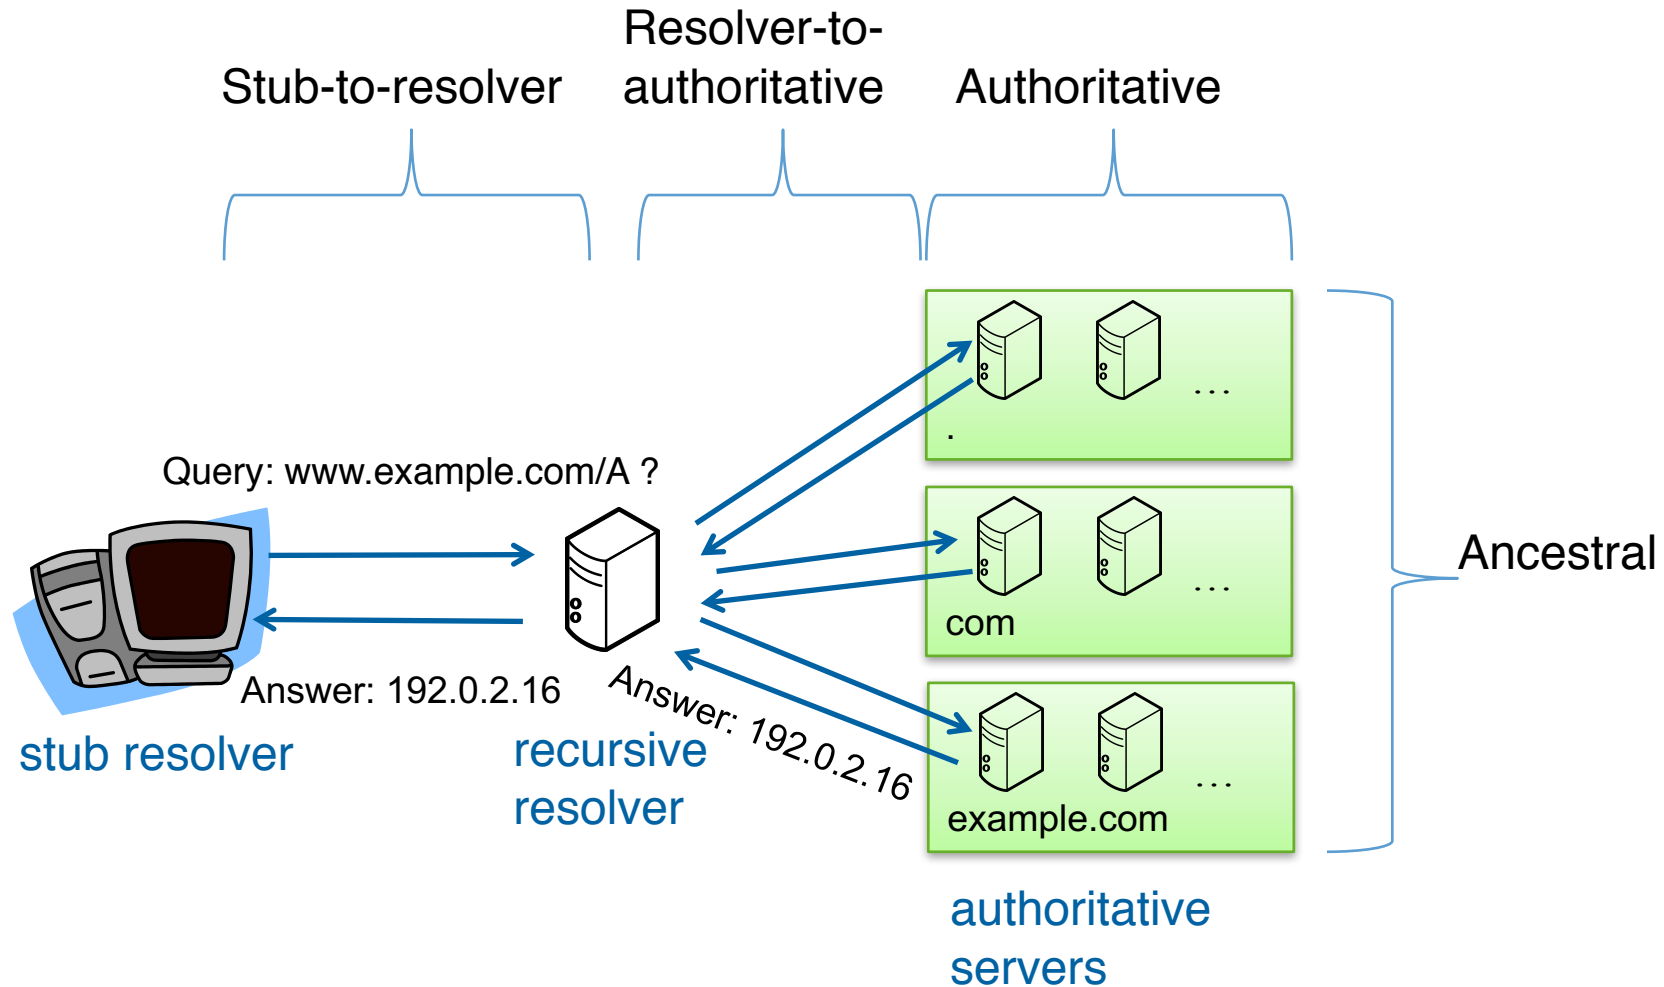 Resolver-to-
Stub-to-resolver authoritative Authoritative
...
.
Query: www.example.com/A ?
...
com
Ancestral
Answer: 192.0.2.16
Answer: 192.0.2.16
stub resolver
recursive
resolver
...
example.com
authoritative
servers